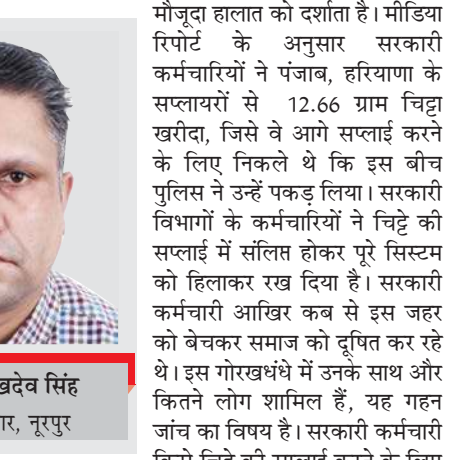 मौजूदा हालात को दर्शाता है। मीडिया
रिपोर्ट के अनुसार सरकारी
कर्मचारियों ने पंजाब, हरियाणा के
सप्लायरों से 12.66 ग्राम चिट्टा
खरीदा, जिसे वे आगे सप्लाई करने
के लिए निकले थे कि इस बीच
पुलिस ने उन्हें पकड़ लिया। सरकारी
विभागों के कर्मचारियों ने चिट्टे की
सप्लाई में संलिप्त होकर पूरे सिस्टम
को हिलाकर रख दिया है। सरकारी
कर्मचारी आखिर कब से इस जहर
को बेचकर समाज को दूषित कर रहे
थे। इस गोरखधंधे में उनके साथ और
कितने लोग शामिल हैं, यह गहन
जांच का विषय है। सरकारी कर्मचारी
सिंह
नूरपुर